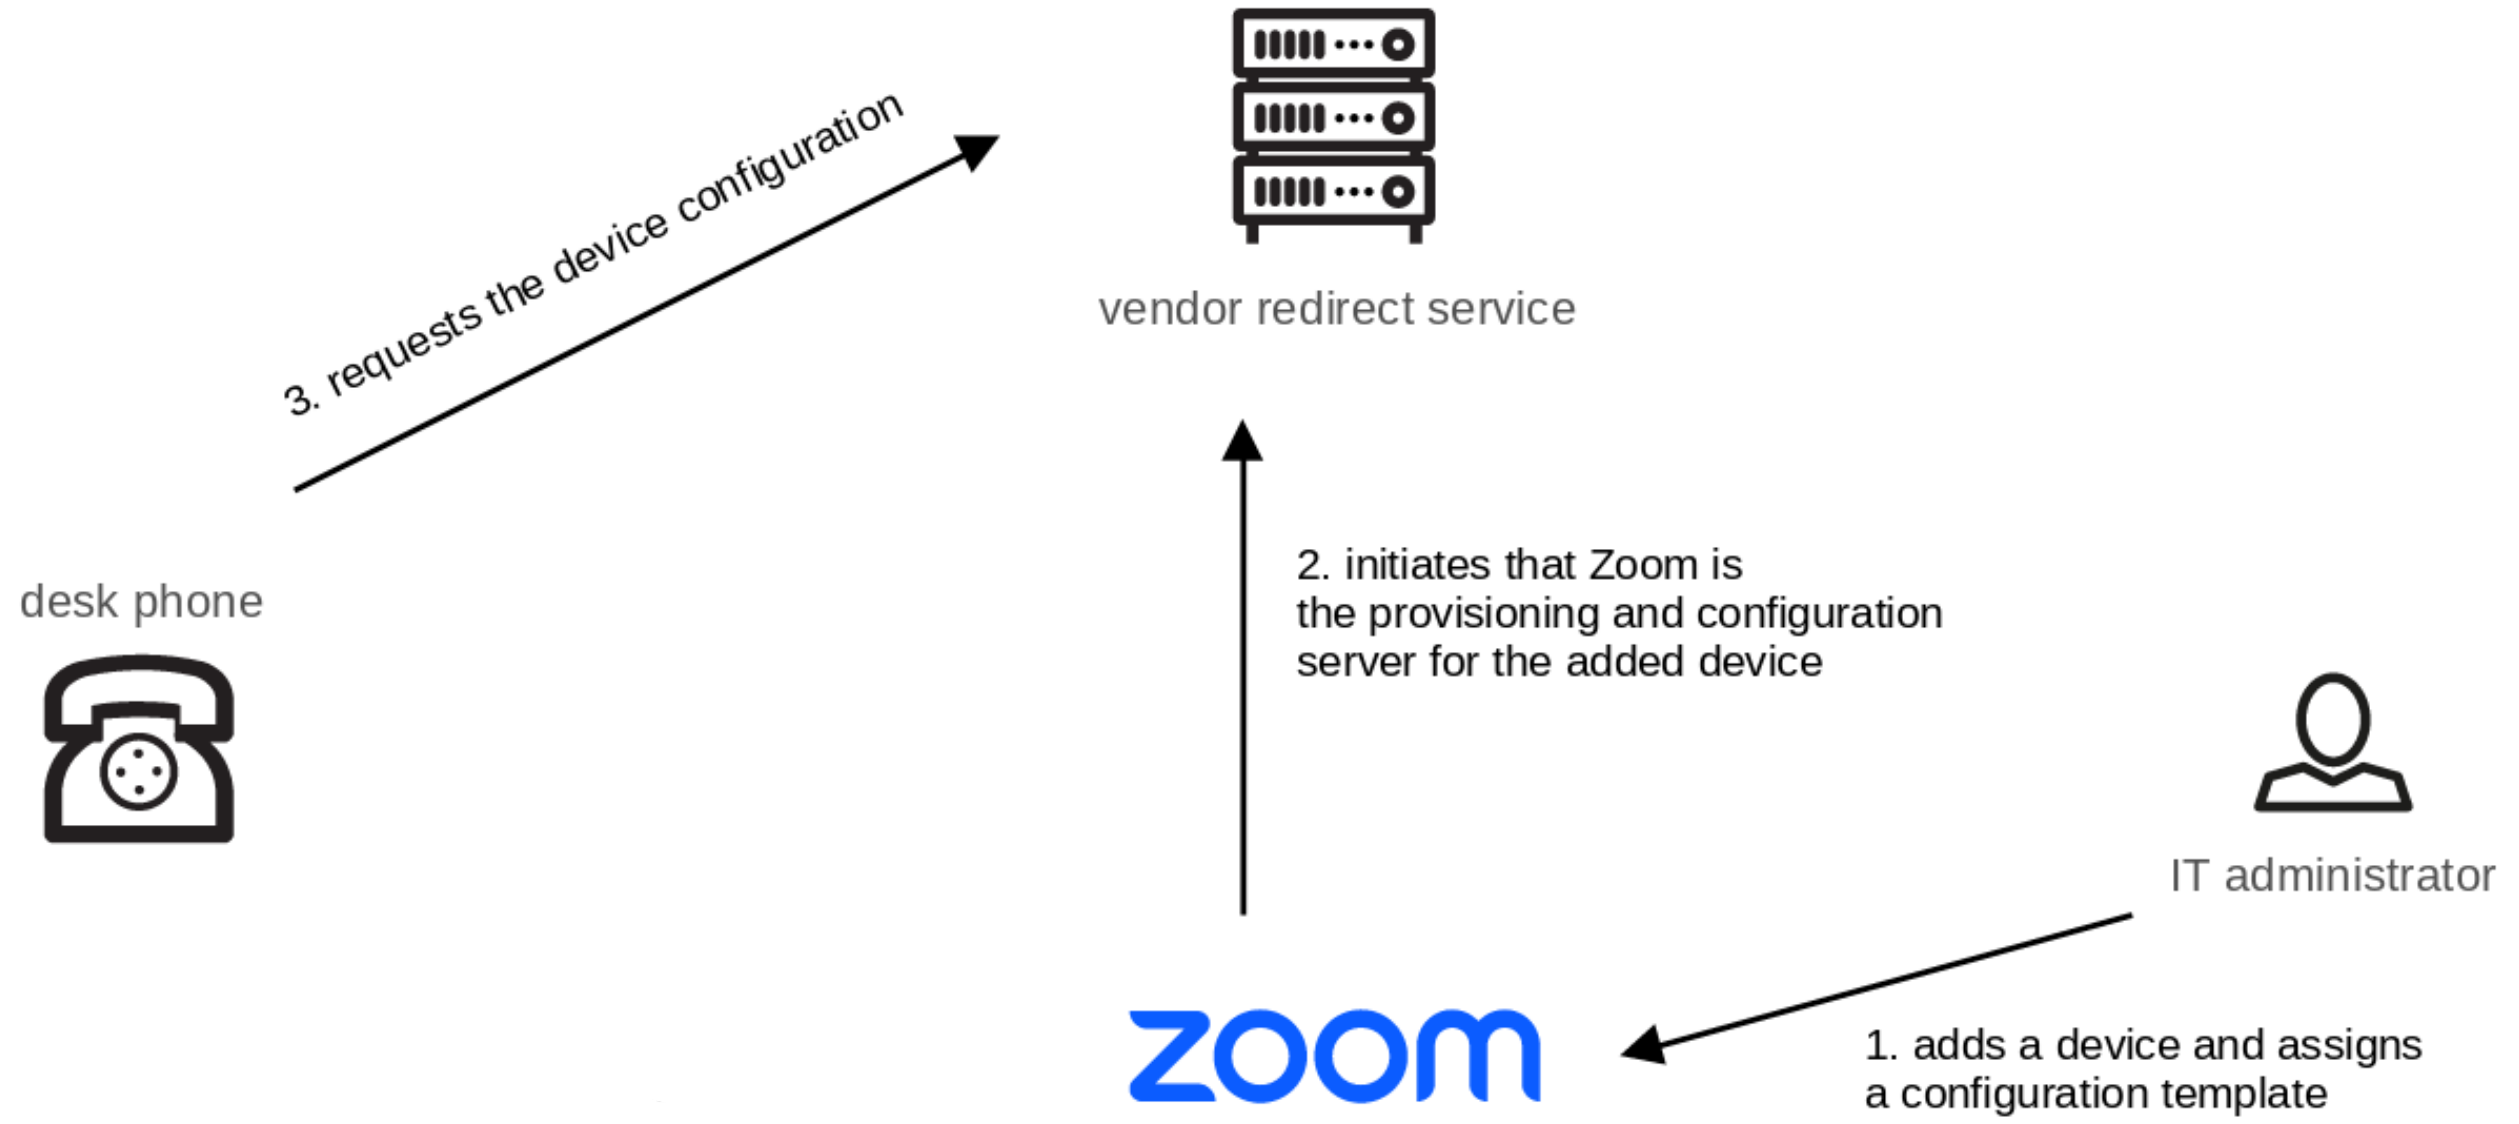 3. requests the device configuration
vendor redirect service
2. initiates that Zoom is
the provisioning and configuration
server for the added device
desk phone
IT administrator
zoom
1. adds a device and assigns
a configuration template